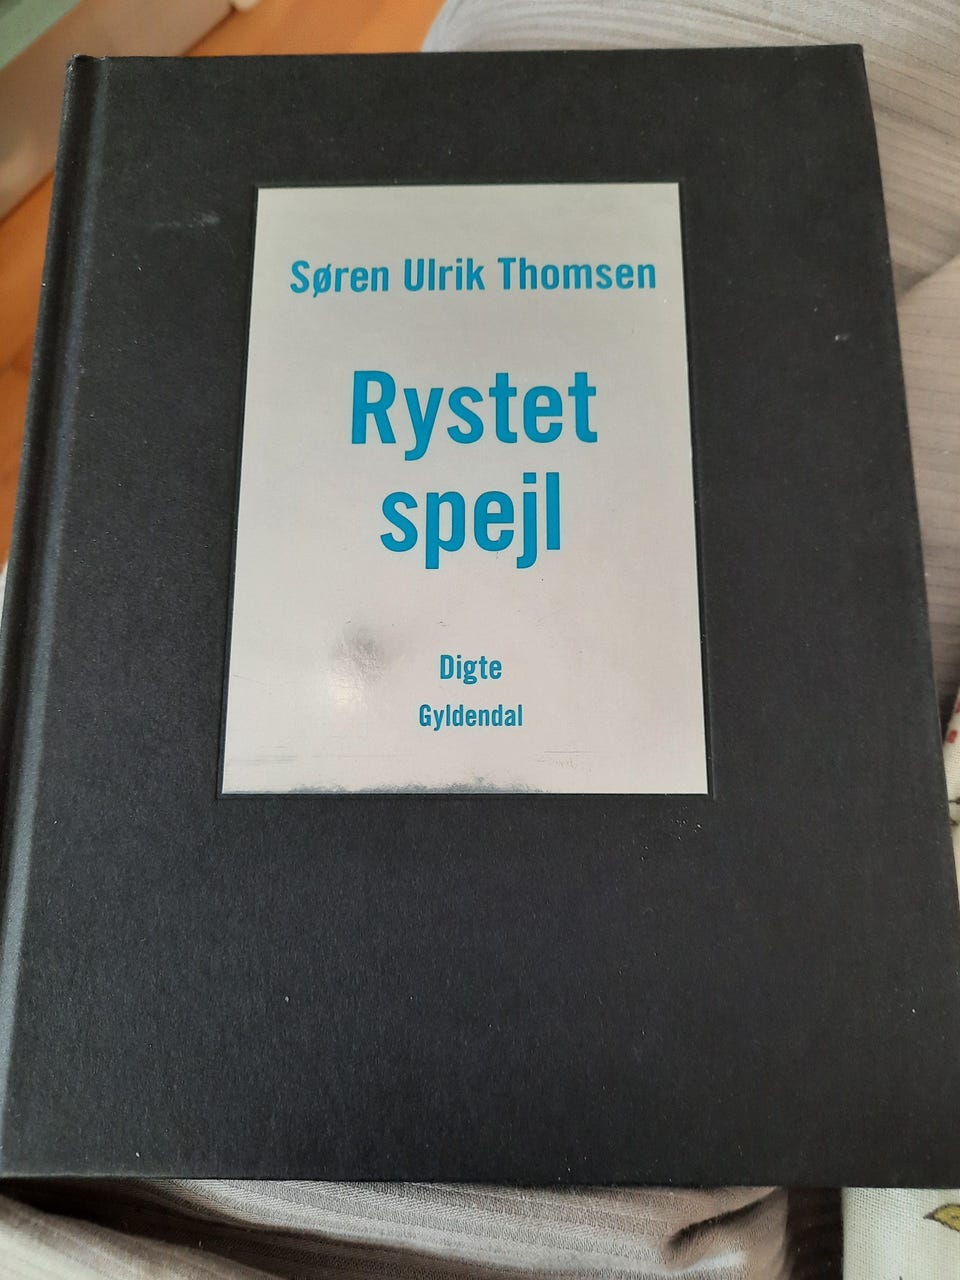 Søren Ulrik Thomsen
Rystet
spejl
Digte
Gyldendal